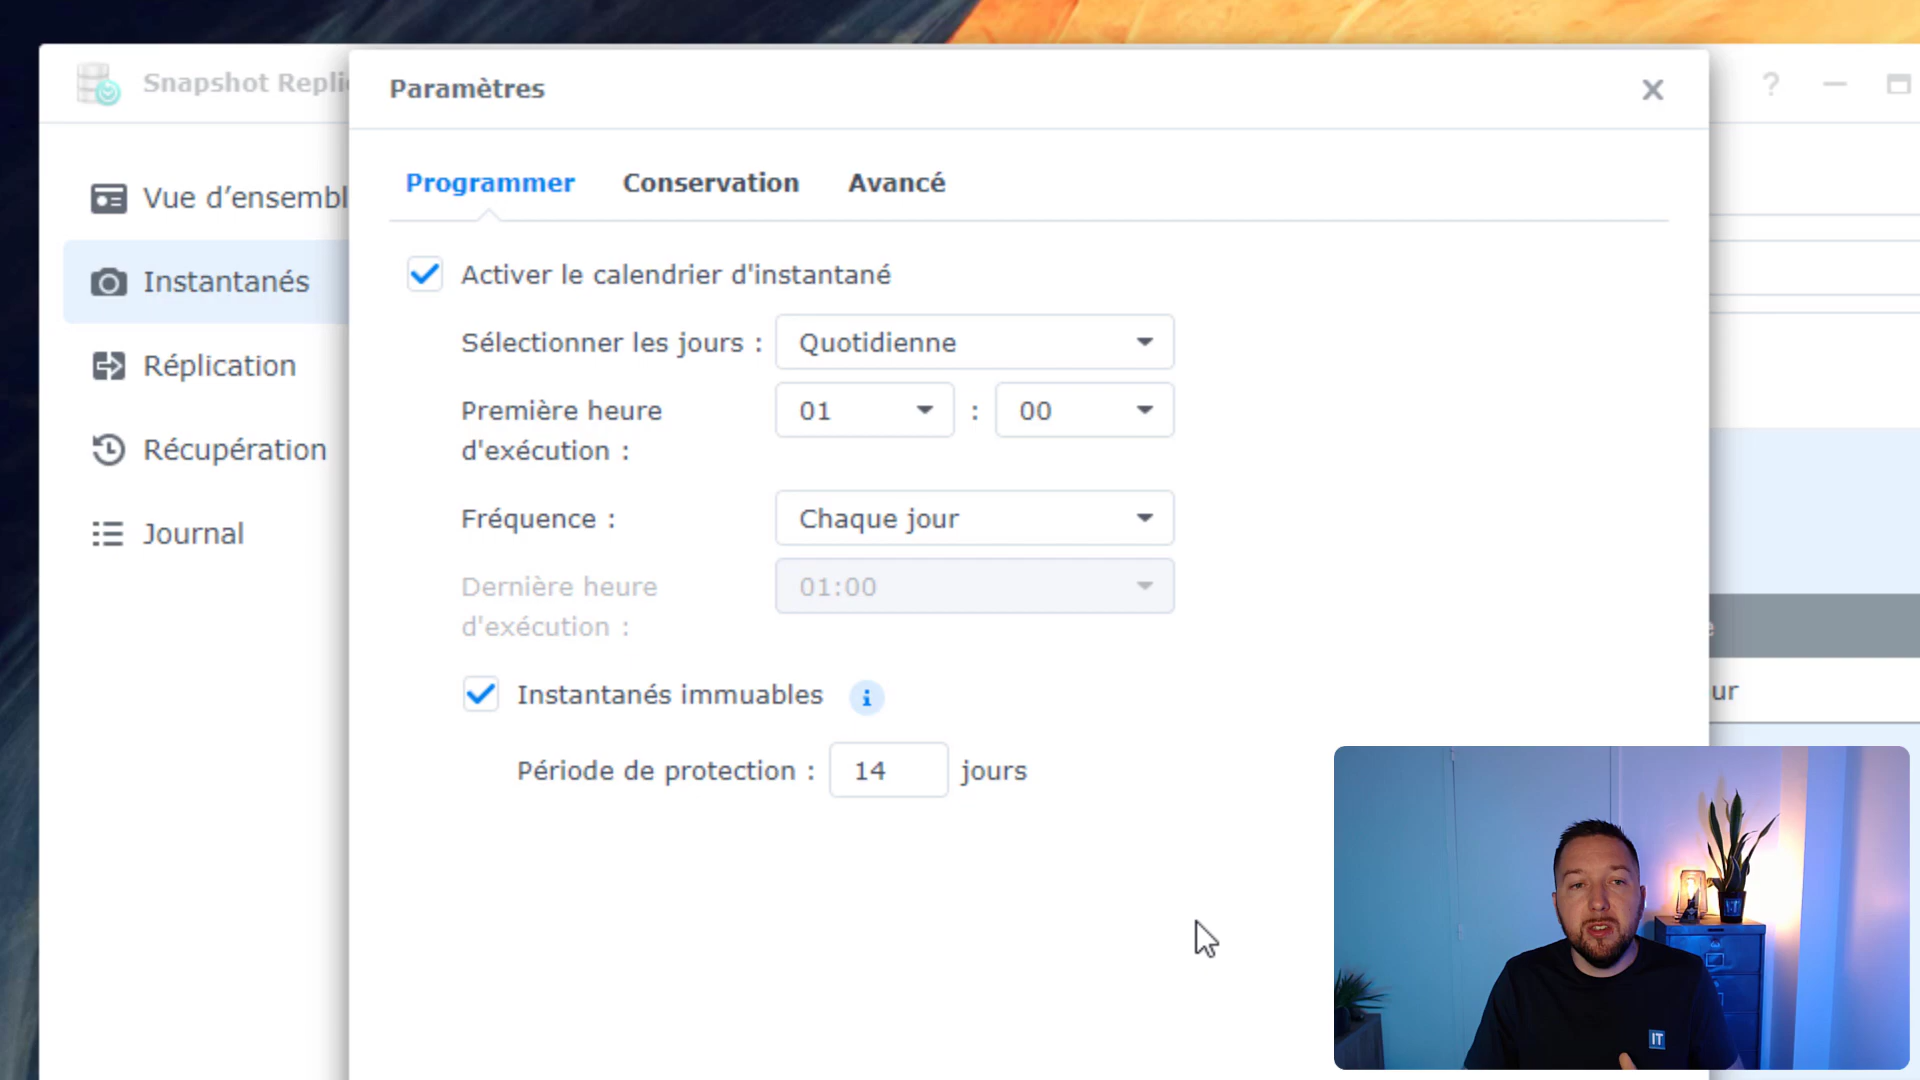 Snapshot Repli
Paramètres
?
Programmer
Conservation
Avancé
Vue d’ensembl
Instantanés
Réplication
Récupération
Journal
Activer le calendrier d'instantané
Sélectionner les jours : Quotidienne
Première heure
d'exécution :
01 : 00
Fréquence : Chaque jour
Dernière heure
d'exécution :
01:00
Instantanés immuables
Période de protection : 14 jours
ur
IT